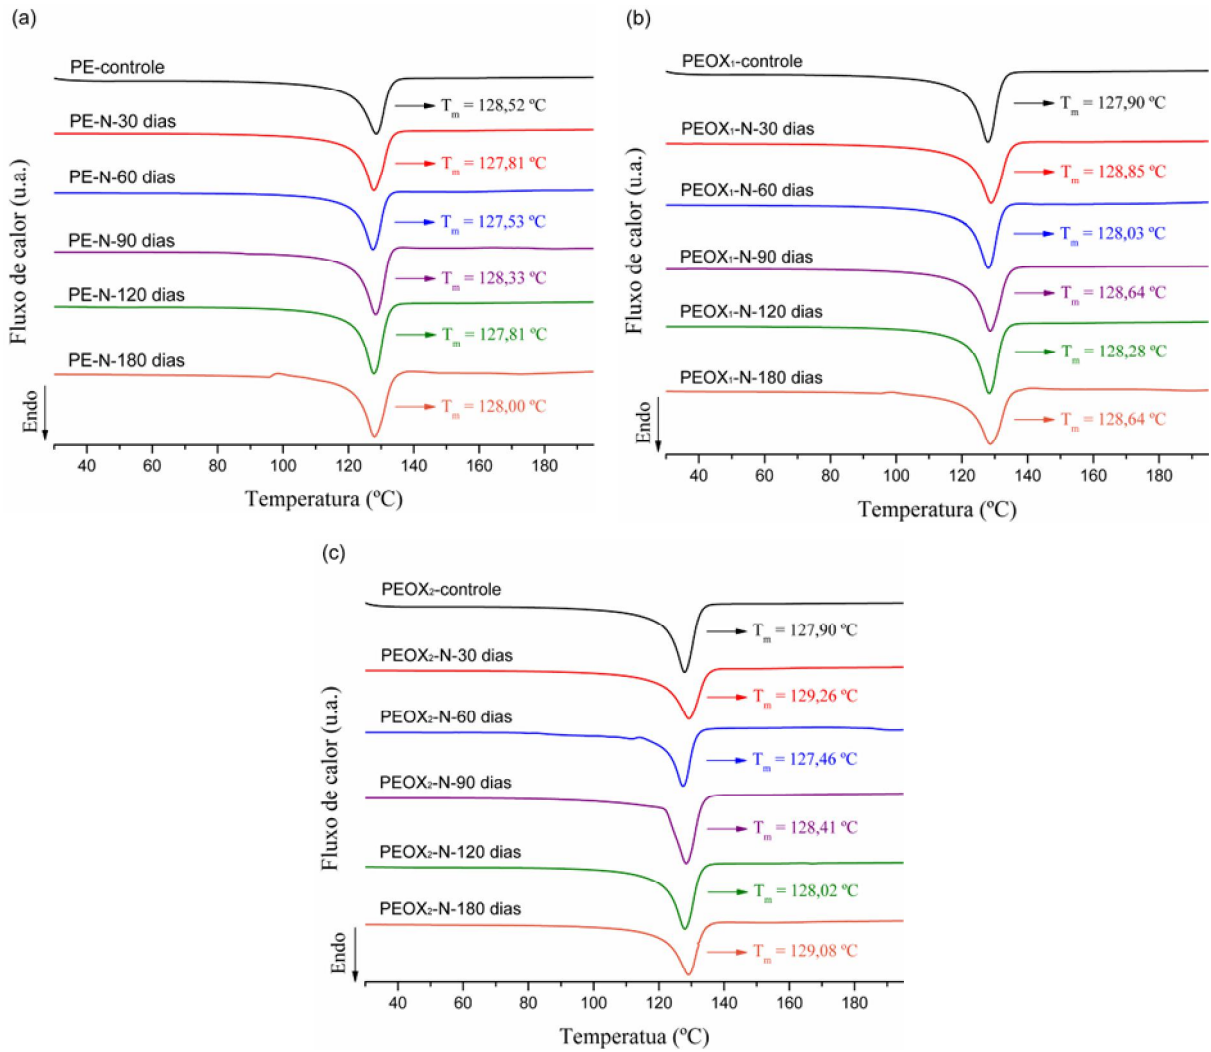 (a)
PE-controle
Tm = 128,52 ºC
PE-N-30 dias
Tm = 127,81 ºC
PE-N-60 dias
Tm = 127,53 ºC
PE-N-90 dias
Tm = 128,33 ºC
PE-N-120 dias
Tm = 127,81 ºC
PE-N-180 dias
Tm = 128,00 ºC
Fluxo de calor (u.a.)
Endo
40 60 80 100 120 140 160 180
Temperatura (ºC)
(b)
PEOX₁-controle
Tm = 127,90 ºC
PEOX₁-N-30 dias
Tm = 128,85 ºC
PEOX₁-N-60 dias
Tm = 128,03 ºC
PEOX₁-N-90 dias
Tm = 128,64 ºC
PEOX₁-N-120 dias
Tm = 128,28 ºC
PEOX₁-N-180 dias
Tm = 128,64 ºC
Fluxo de calor (u.a.)
Endo
40 60 80 100 120 140 160 180
Temperatura (ºC)
(c)
PEOX₂-controle
Tm = 127,90 ºC
PEOX₂-N-30 dias
Tm = 129,26 ºC
PEOX₂-N-60 dias
Tm = 127,46 ºC
PEOX₂-N-90 dias
Tm = 128,41 ºC
PEOX₂-N-120 dias
Tm = 128,02 ºC
PEOX₂-N-180 dias
Tm = 129,08 ºC
Fluxo de calor (u.a.)
Endo
40 60 80 100 120 140 160 180
Temperatua (ºC)